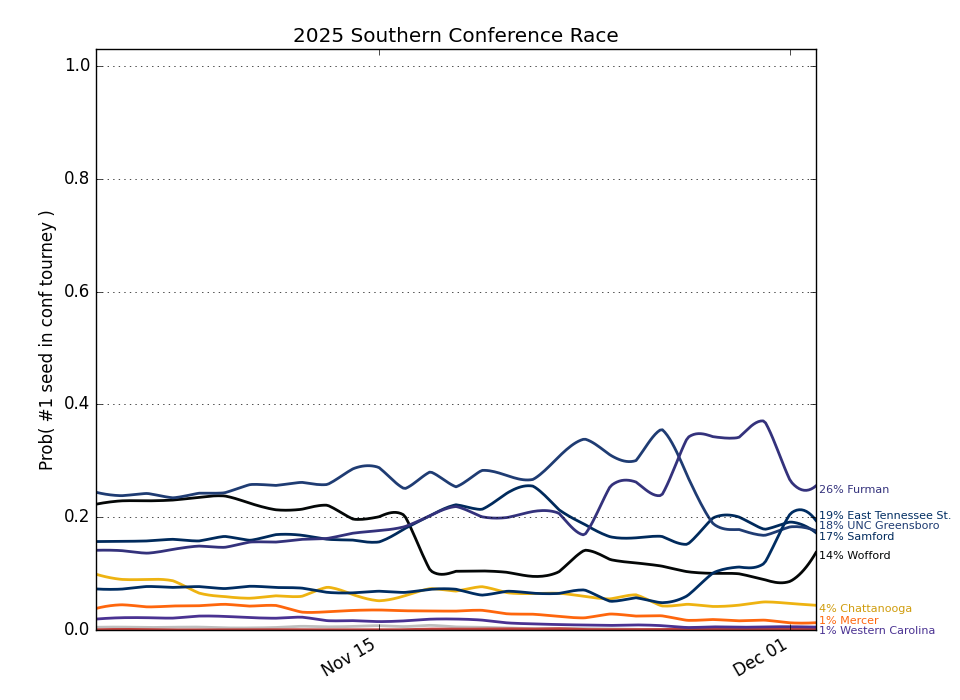 2025 Southern Conference Race
Prob( #1 seed in conf tourney )
1.0
0.8
0.6
0.4
0.2
0.0
Nov 15
Dec 01
26% Furman
19% East Tennessee St.
18% UNC Greensboro
17% Samford
14% Wofford
4% Chattanooga
1% Mercer
1% Western Carolina